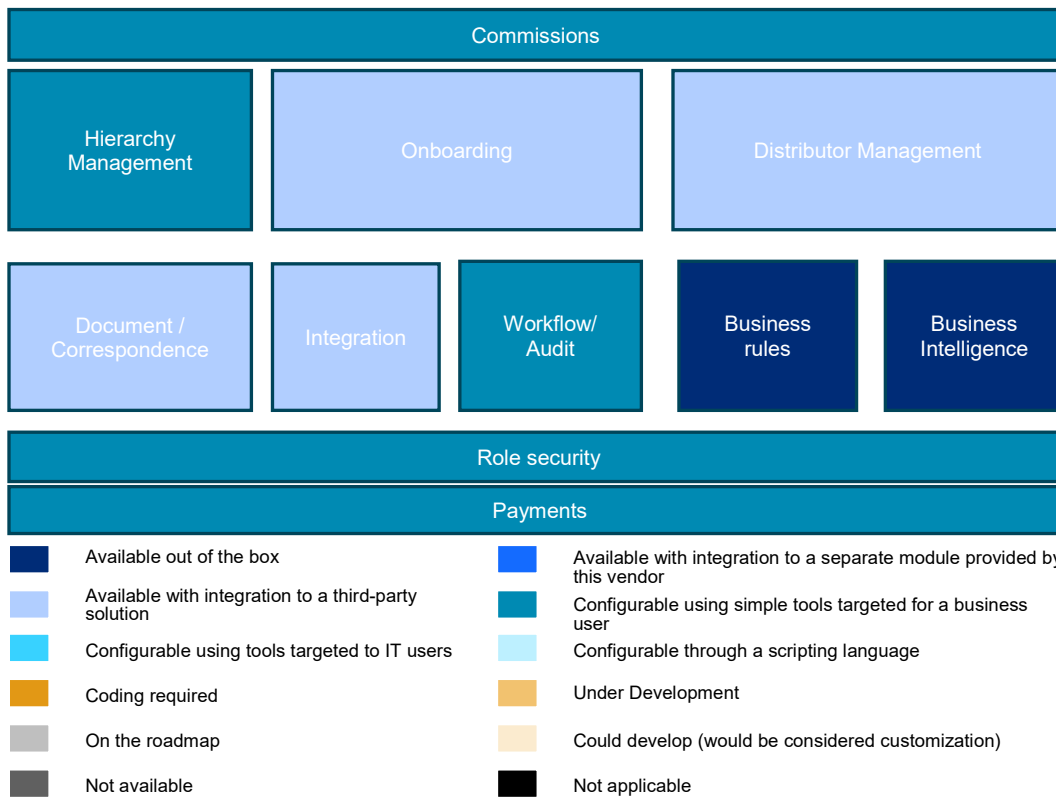 Commissions
Hierarchy
Management
Onboarding
Distributor Management
Document /
Correspondence
Integration
Workflow/
Audit
Business
rules
Business
Intelligence
Role security
Payments
Available out of the box
Available with integration to a separate module provided by
this vendor
Available with integration to a third-party
solution
Configurable using simple tools targeted for a business
user
Configurable using tools targeted to IT users
Configurable through a scripting language
Coding required
Under Development
On the roadmap
Could develop (would be considered customization)
Not available
Not applicable